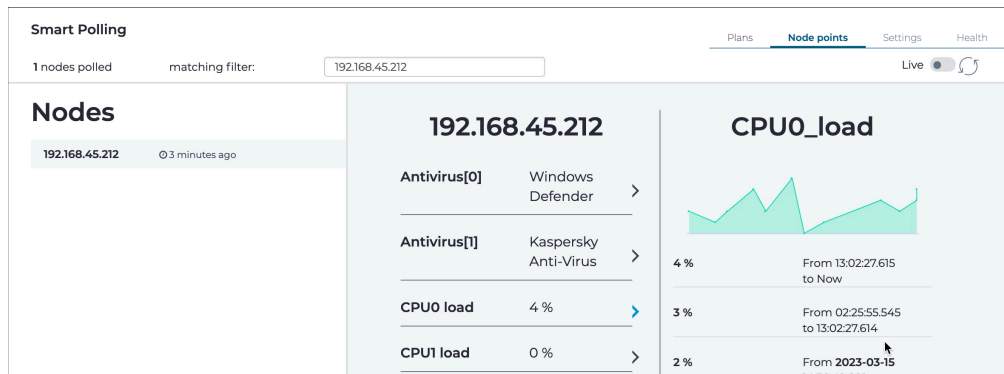 Smart Polling
Plans Node points Settings Health
1 nodes polled matching filter: 192.168.45.212 Live
Nodes
192.168.45.212 3 minutes ago
192.168.45.212
Antivirus[0] Windows
Defender
Antivirus[1] Kaspersky
Anti-Virus
CPU0 load 4 %
CPU1 load 0 %
CPU0_load
4 % From 13:02:27.615
to Now
3 % From 02:25:55.545
to 13:02:27.614
2 % From 2023-03-15